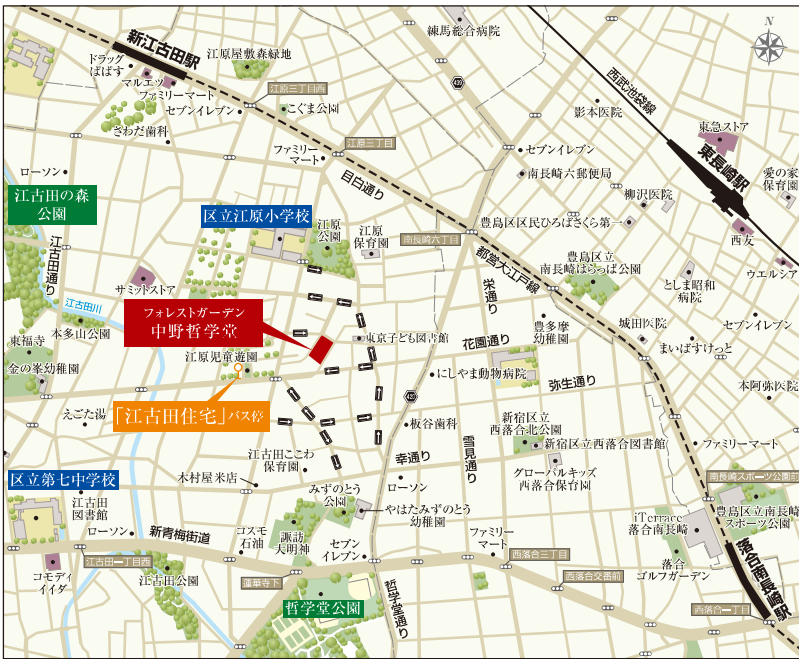 練馬総合病院
N
新江古田駅
江原屋敷森緑地
ドラッグ
ぱぱす
マルエツ
ファミリーマート
セブンイレブン
江原三丁目西
こぐま公園
439
西武池袋線
影本医院
東急ストア
さわだ歯科
江原三丁目
ファミリー
マート
セブンイレブン
東長崎駅
ローソン
目白通り
南長崎六郵便局
愛の家
保育園
江古田の森
公園
柳沢医院
区立江原小学校
江原
公園
江原
保育園
豊島区区民ひろばさくら第一
南長崎六丁目
西友
江古田通り
都営大江戸線
豊島区立
南長崎はらっぱ公園
ウエルシア
サミットストア
としま昭和
病院
栄通り
江古田川
フォレストガーデン
中野哲学堂
本多山公園
豊多摩
幼稚園
城田医院
セブンイレブン
東福寺
東京子ども図書館
花園通り
まいばすけっと
江原児童遊園
金の峯幼稚園
にしやま動物病院
弥生通り
本阿弥医院
420
「江古田住宅」バス停
えごた湯
板谷歯科
新宿区立
西落合北公園
雪見通り
新宿区立西落合図書館
ファミリーマート
江古田ここわ
保育園
幸通り
グローバルキッズ
西落合保育園
南長崎スポーツ公園前
区立第七中学校
木村屋米店
みずのとう
公園
ローソン
江古田
図書館
やはたみずのとう
幼稚園
豊島区立南長崎
スポーツ公園
iTerrace
落合南長崎
ローソン
新青梅街道
コスモ
石油
諏訪
大明神
セブン
イレブン
ファミリー
マート
西落合三丁目
落合
ゴルフガーデン
落合南長崎駅
江古田一丁目西
コモディ
イイダ
江古田公園
蓮華寺下
西落合交番前
哲学堂公園
哲学堂通り
西落合一丁目